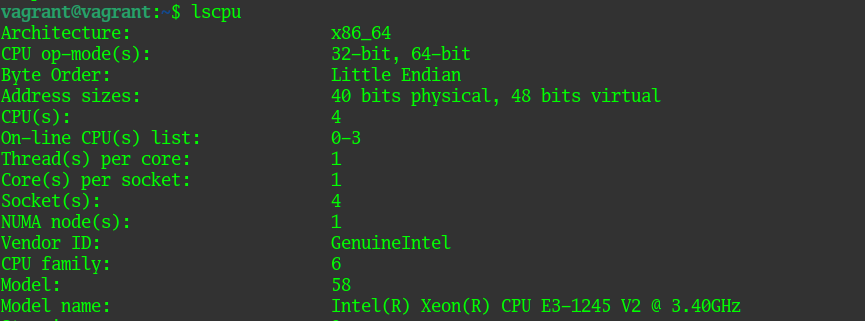 vagrant@vagrant:~$ lscpu
Architecture: x86_64
CPU op-mode(s): 32-bit, 64-bit
Byte Order: Little Endian
Address sizes: 40 bits physical, 48 bits virtual
CPU(s): 4
On-line CPU(s) list: 0-3
Thread(s) per core: 1
Core(s) per socket: 1
Socket(s): 4
NUMA node(s): 1
Vendor ID: GenuineIntel
CPU family: 6
Model: 58
Model name: Intel(R) Xeon(R) CPU E3-1245 V2 @ 3.40GHz